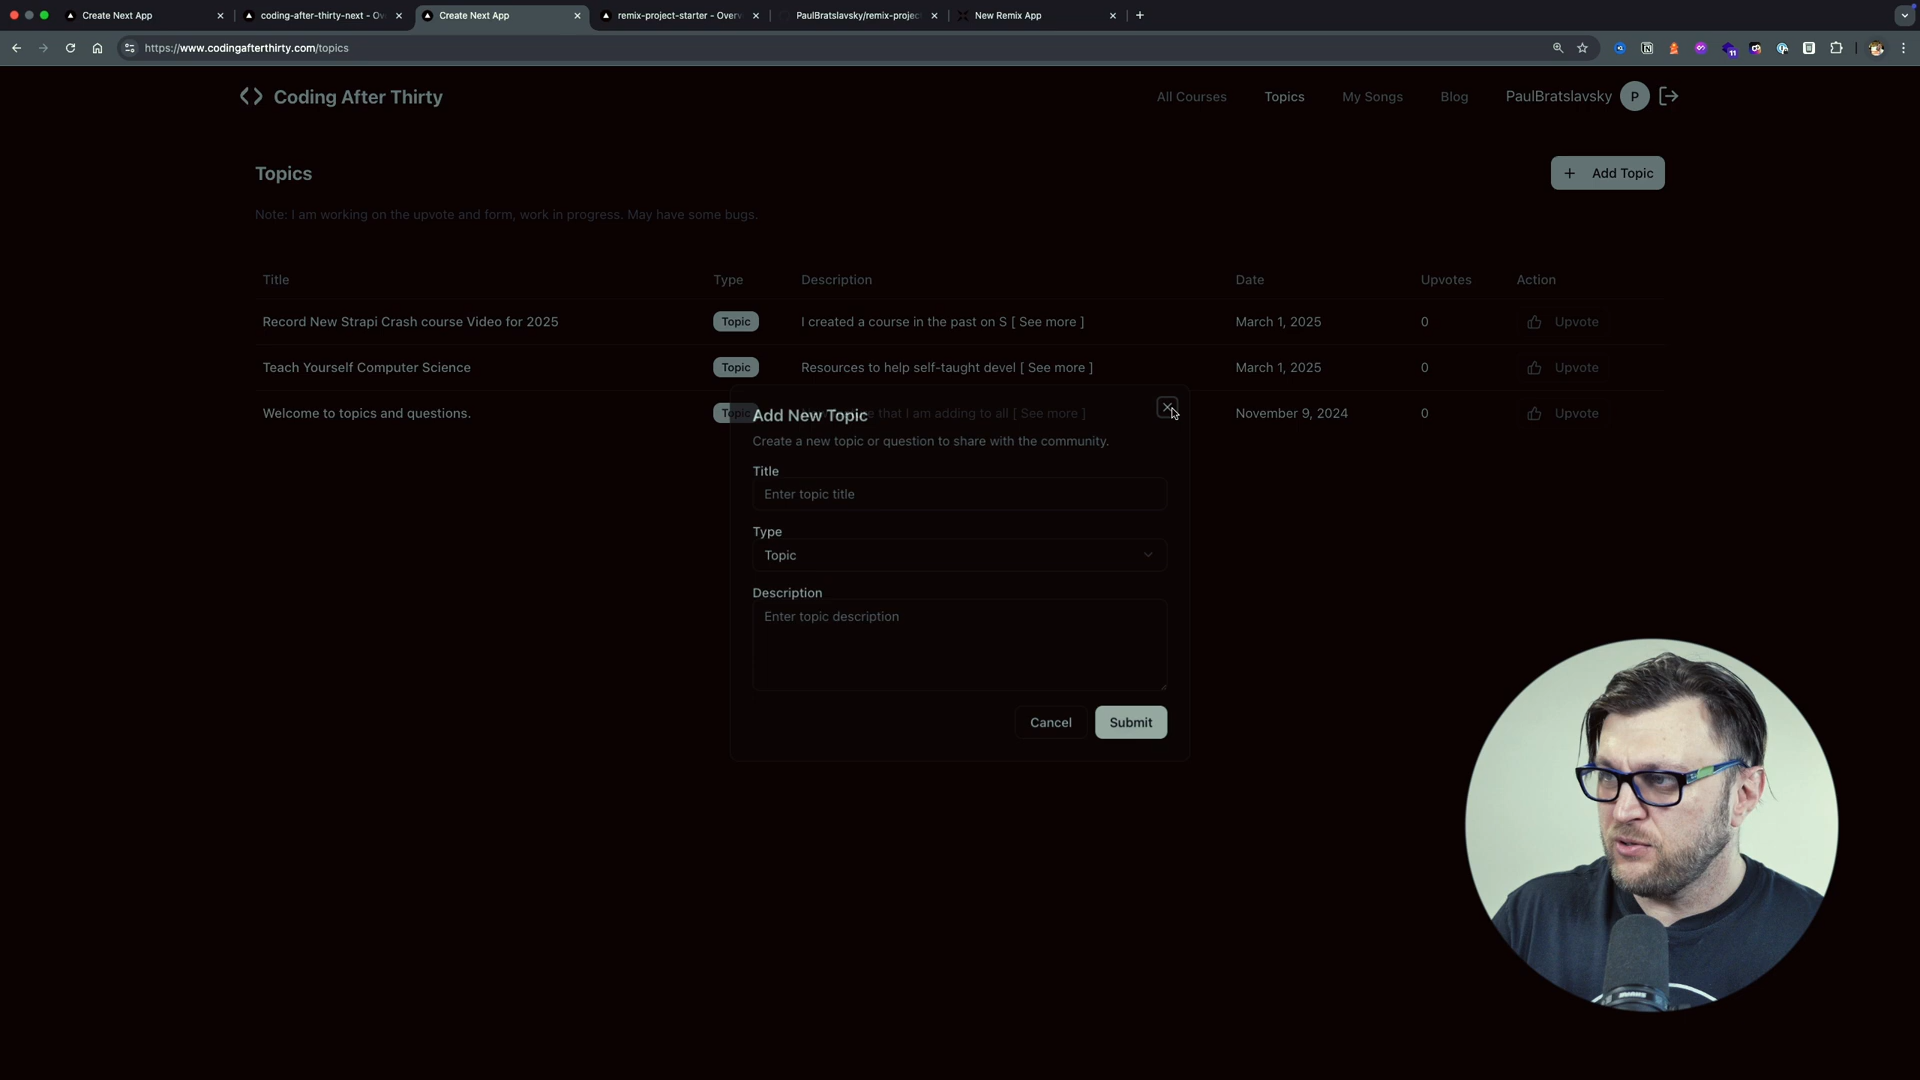 Create Next App
coding-after-thirty-next - Ov
Create Next App
remix-project-starter - Overv
PaulBratslavsky/remix-projec
New Remix App
https://www.codingafterthirty.com/topics
11
Coding After Thirty
All Courses
Topics
My Songs
Blog
PaulBratslavsky
P
Topics
+ Add Topic
Note: I am working on the upvote and form, work in progress. May have some bugs.
Title Type Description Date Upvotes Action
Record New Strapi Crash course Video for 2025 Topic I created a course in the past on S [ See more ] March 1, 2025 0 Upvote
Teach Yourself Computer Science Topic Resources to help self-taught devel [ See more ] March 1, 2025 0 Upvote
Welcome to topics and questions. Topic that I am adding to all [ See more ] November 9, 2024 0 Upvote
Add New Topic
Create a new topic or question to share with the community.
Title
Enter topic title
Type
Topic
Description
Enter topic description
Cancel
Submit